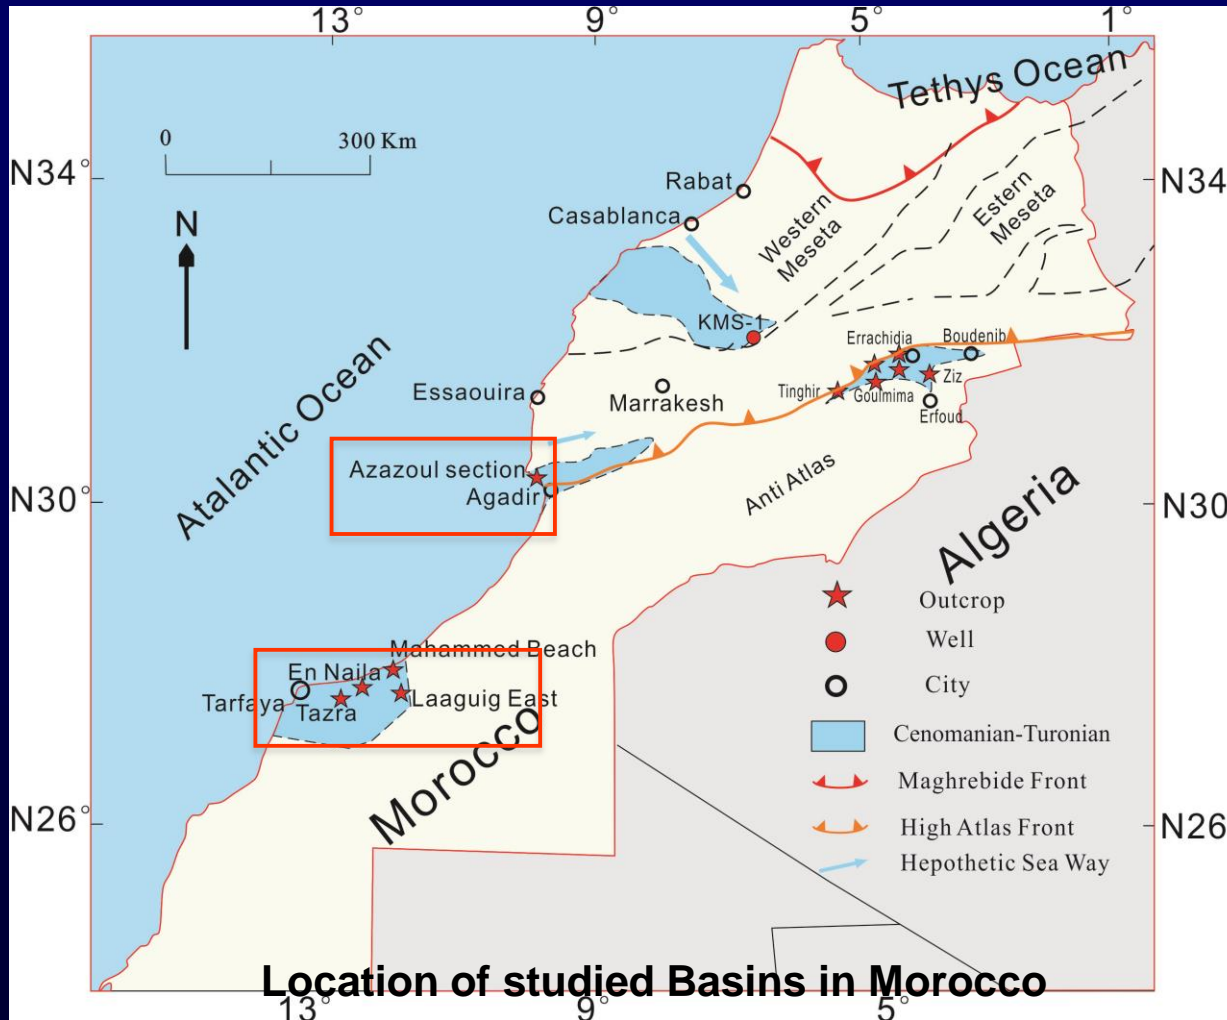 13°
9°
5°
1°
Tethys Ocean
0
300 Km
N34°
N34
Rabat
Casablanca
N
Western
Meseta
Estern
Meseta
KMS-1
Errachidia
Boudenib
Essaouira
Marrakesh
Tinghir
Goulmima
Ziz
Erfoud
Atalantic Ocean
Azazoul section
Agadir
N30°
N30
Anti Atlas
Algeria
Outcrop
Well
City
Cenomanian-Turonian
Maghrebide Front
High Atlas Front
Hepothetic Sea Way
Mahammed Beach
En Naila
Tarfaya
Tazra
Laaguig East
Morocco
N26°
N26
Location of studied Basins in Morocco
13°
9°
5°